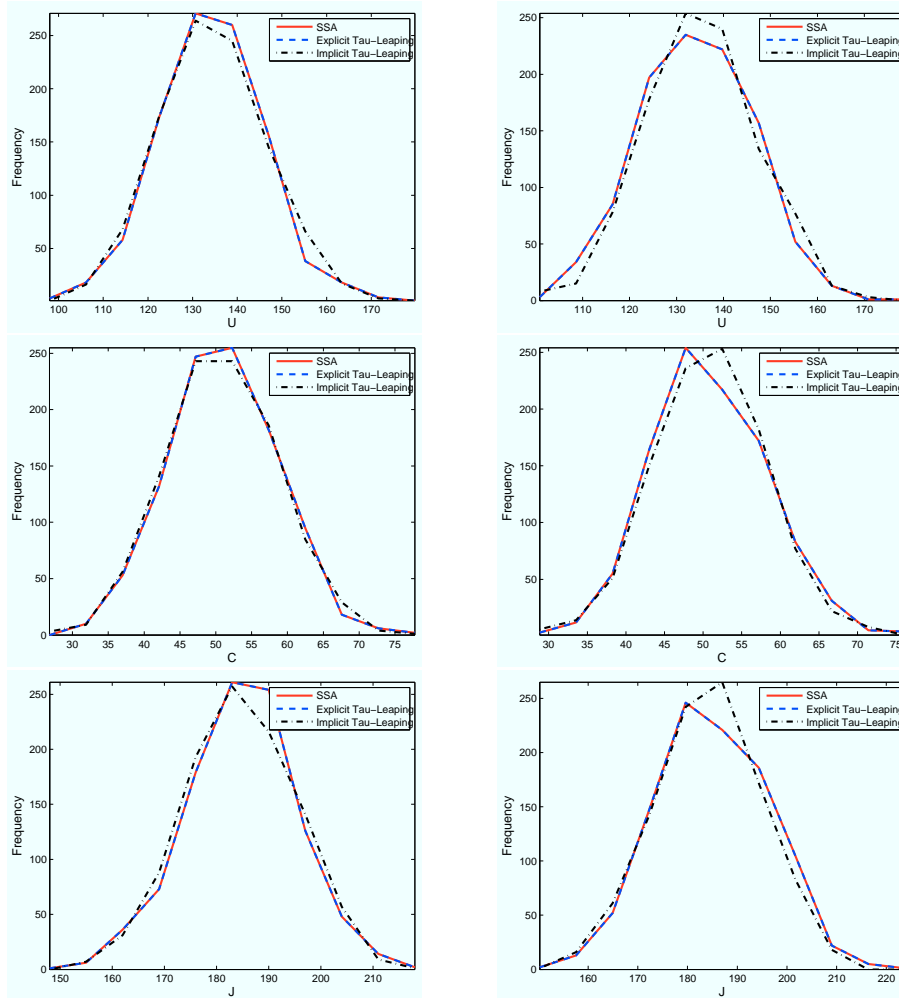 250
200
150
100
50
Frequency
100 110 120 130 140 150 160 170
U
SSA
Explicit Tau-Leaping
Implicit Tau-Leaping
250
200
150
100
50
0
Frequency
110 120 130 140 150 160 170
U
SSA
Explicit Tau-Leaping
Implicit Tau-Leaping
250
200
150
100
50
0
Frequency
30 35 40 45 50 55 60 65 70 75
C
SSA
Explicit Tau-Leaping
Implicit Tau-Leaping
250
200
150
100
50
Frequency
30 35 40 45 50 55 60 65 70 75
C
SSA
Explicit Tau-Leaping
Implicit Tau-Leaping
250
200
150
100
50
0
Frequency
150 160 170 180 190 200 210
J
SSA
Explicit Tau-Leaping
Implicit Tau-Leaping
250
200
150
100
50
0
Frequency
160 170 180 190 200 210 220
J
SSA
Explicit Tau-Leaping
Implicit Tau-Leaping